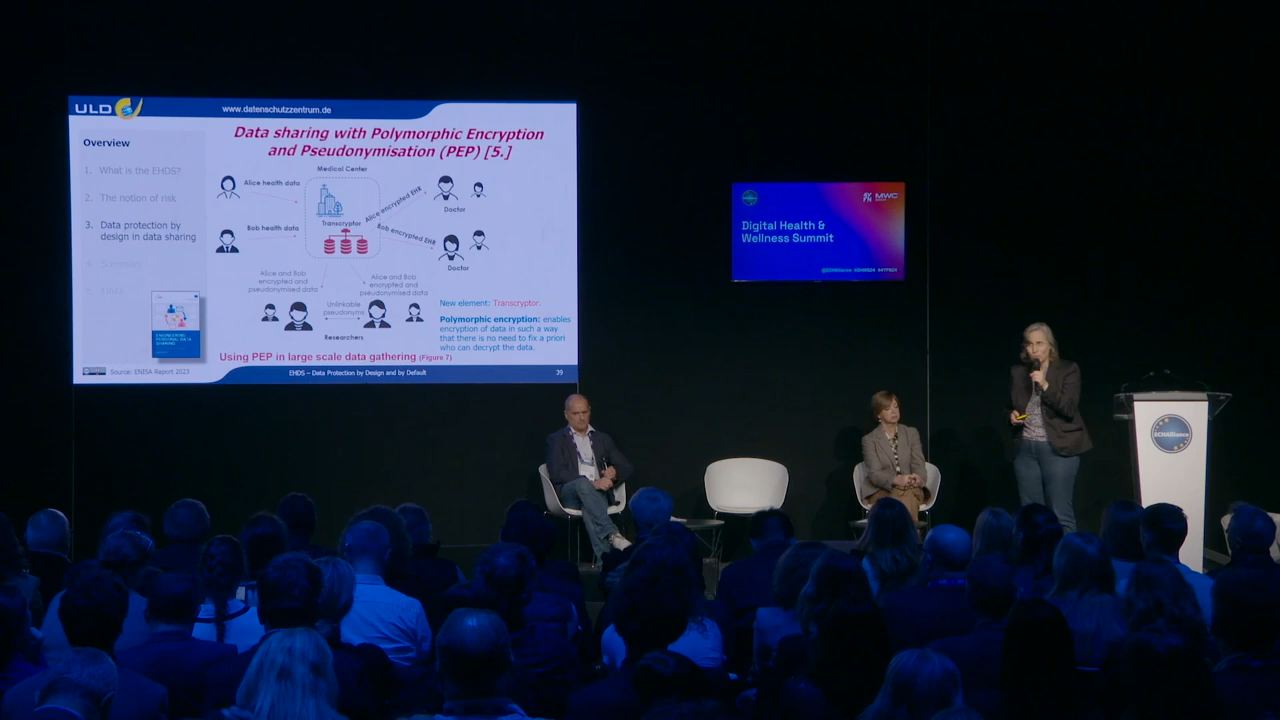 ULD
www.datenschutzzentrum.de
Overview
1. What is the EHDS?
2. The notion of risk
3. Data protection by
design in data sharing
4. Summary
Data sharing with Polymorphic Encryption
and Pseudonymisation (PEP) [5.]
Medical Center
Alice health data
Bob health data
Transcryptor
Alice encrypted EHR
Bob encrypted EHR
Doctor
Doctor
Alice and Bob
encrypted and
pseudonymised data
Alice and Bob
encrypted and
pseudonymised data
Unlinkable
pseudonyms
Researchers
New element: Transcryptor.
Polymorphic encryption: enables
encryption of data in such a way
that there is no need to fix a priori
who can decrypt the data.
ENGINEERING
PERSONAL DATA
SHARING
Using PEP in large scale data gathering (Figure 7)
Source: ENISA Report 2023
EHDS – Data Protection by Design and by Default
39
MWC
Digital Health &
Wellness Summit
ECHAlliance